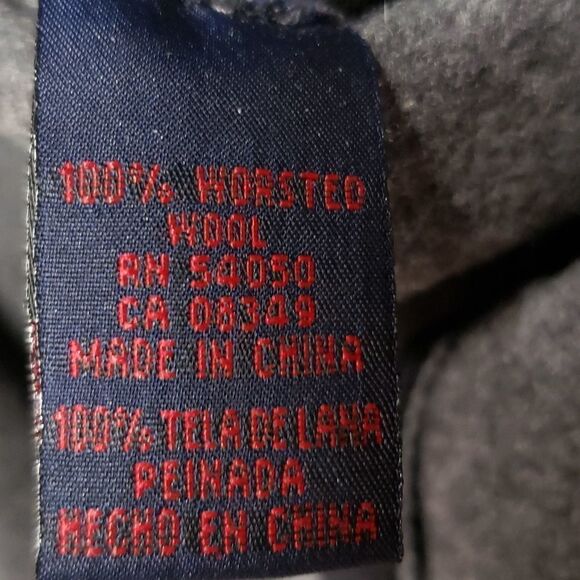 100% WORSTED
WOOL
RN 54050
CA 08349
MADE IN CHINA
100% TELA DE LANA
PEINADA
HECHO EN CHINA